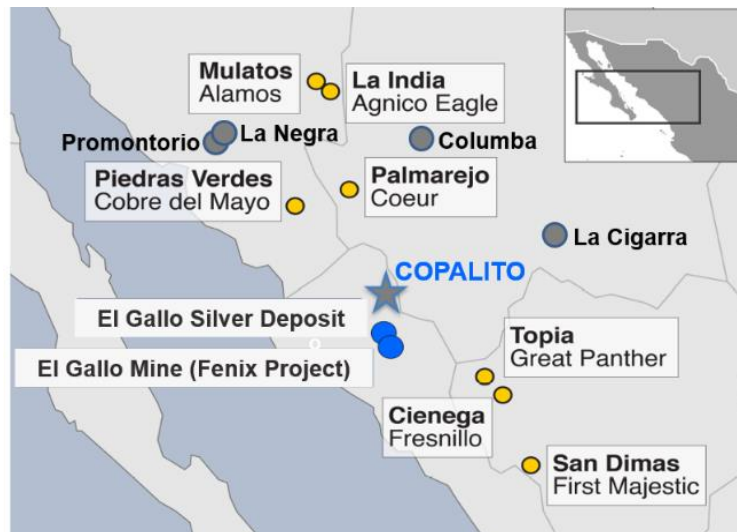 Mulatos
Alamos
La India
Agnico Eagle
La Negra
Promontorio
Columba
Piedras Verdes
Cobre del Mayo
Palmarejo
Coeur
La Cigarra
COPALITO
El Gallo Silver Deposit
El Gallo Mine (Fenix Project)
Topia
Great Panther
Cienega
Fresnillo
San Dimas
First Majestic